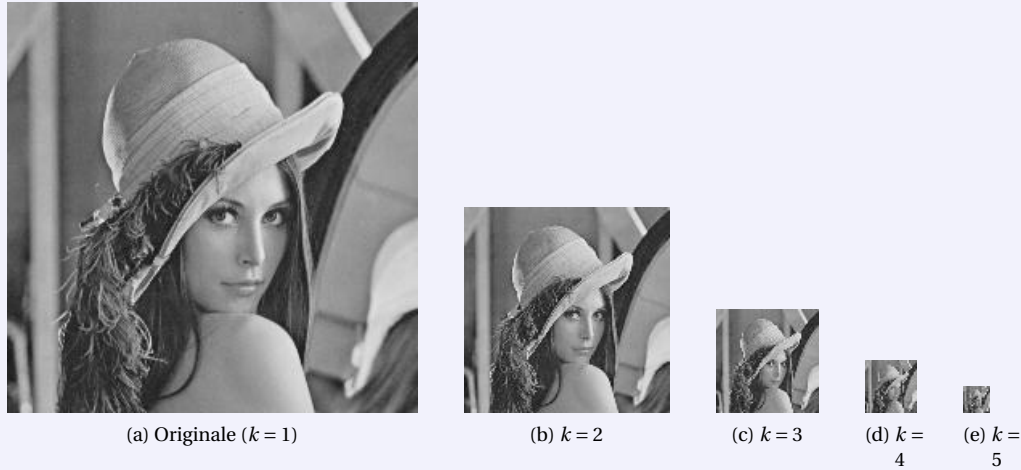 (a) Originale (k = 1)
(b) k = 2
(c) k = 3
(d) k =
4
(e) k =
5